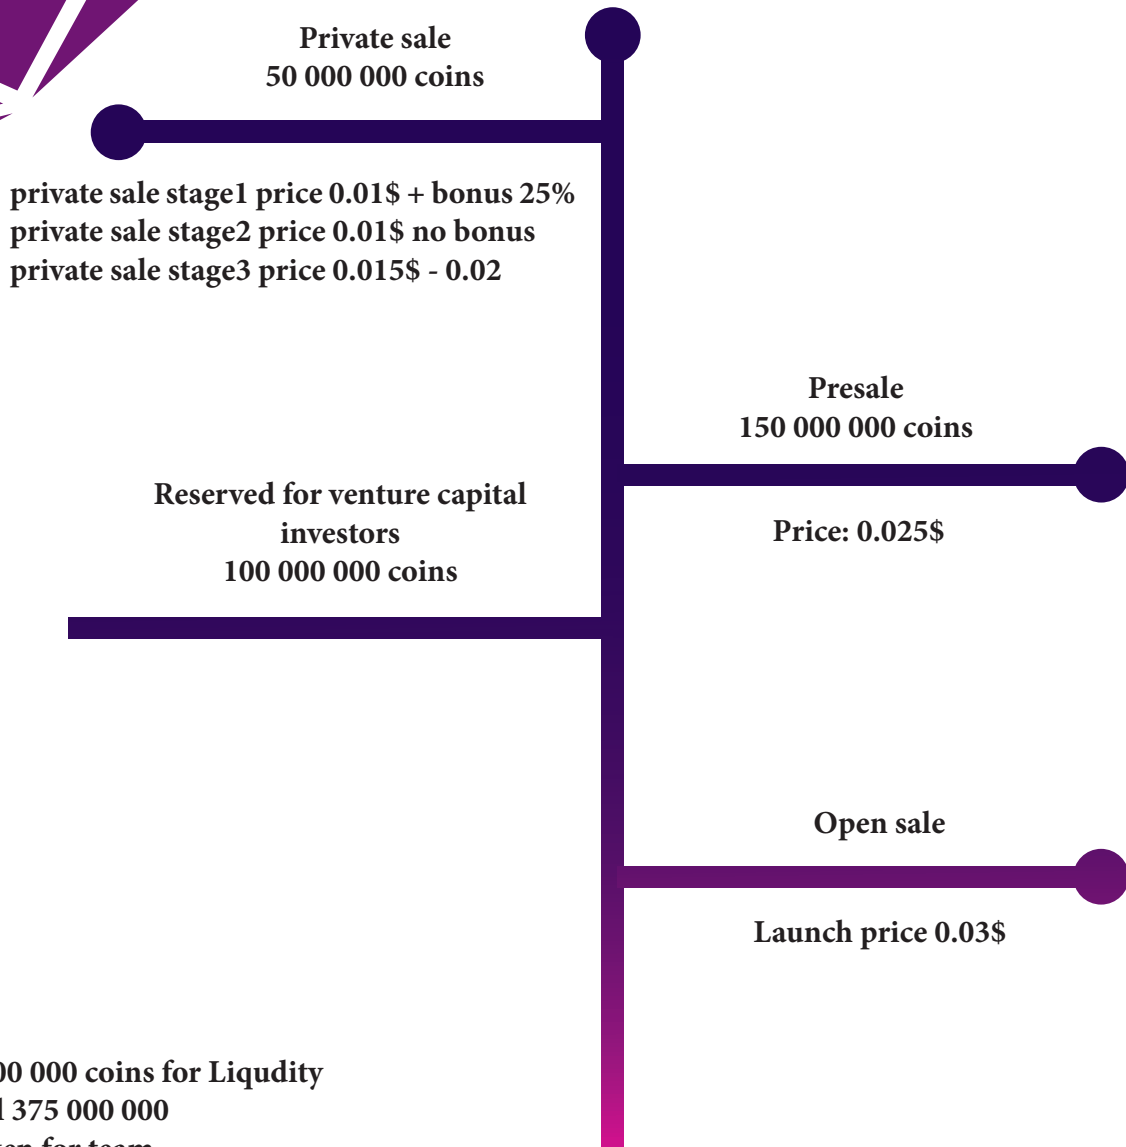 Private sale
50 000 000 coins
private sale stage1 price 0.01$ + bonus 25%
private sale stage2 price 0.01$ no bonus
private sale stage3 price 0.015$ - 0.02
Presale
150 000 000 coins
Price: 0.025$
Reserved for venture capital
investors
100 000 000 coins
Open sale
Launch price 0.03$
000 coins for Liqudity
375 000 000
for team